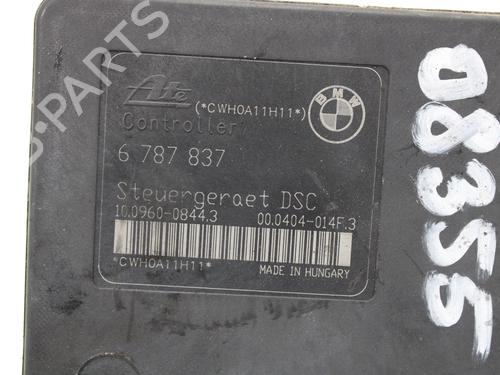 Ate (*CWH0A11H11*) BMW
Controller
6 787 837
Steuergeraet DSC
10.0960-0844.3 00.0404-014F.3
*CWH0A11H11* MADE IN HUNGARY
08355